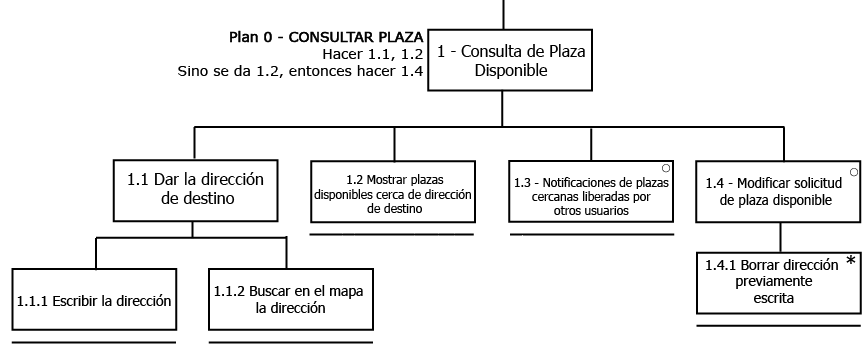 Plan 0 - CONSULTAR PLAZA
Hacer 1.1, 1.2
Sino se da 1.2, entonces hacer 1.4
1 - Consulta de Plaza
Disponible
1.1 Dar la dirección
de destino
1.2 Mostrar plazas
disponibles cerca de dirección
de destino
1.3 - Notificaciones de plazas
cercanas liberadas por
otros usuarios
1.4 - Modificar solicitud
de plaza disponible
1.1.1 Escribir la dirección
1.1.2 Buscar en el mapa
la dirección
1.4.1 Borrar dirección *
previamente
escrita